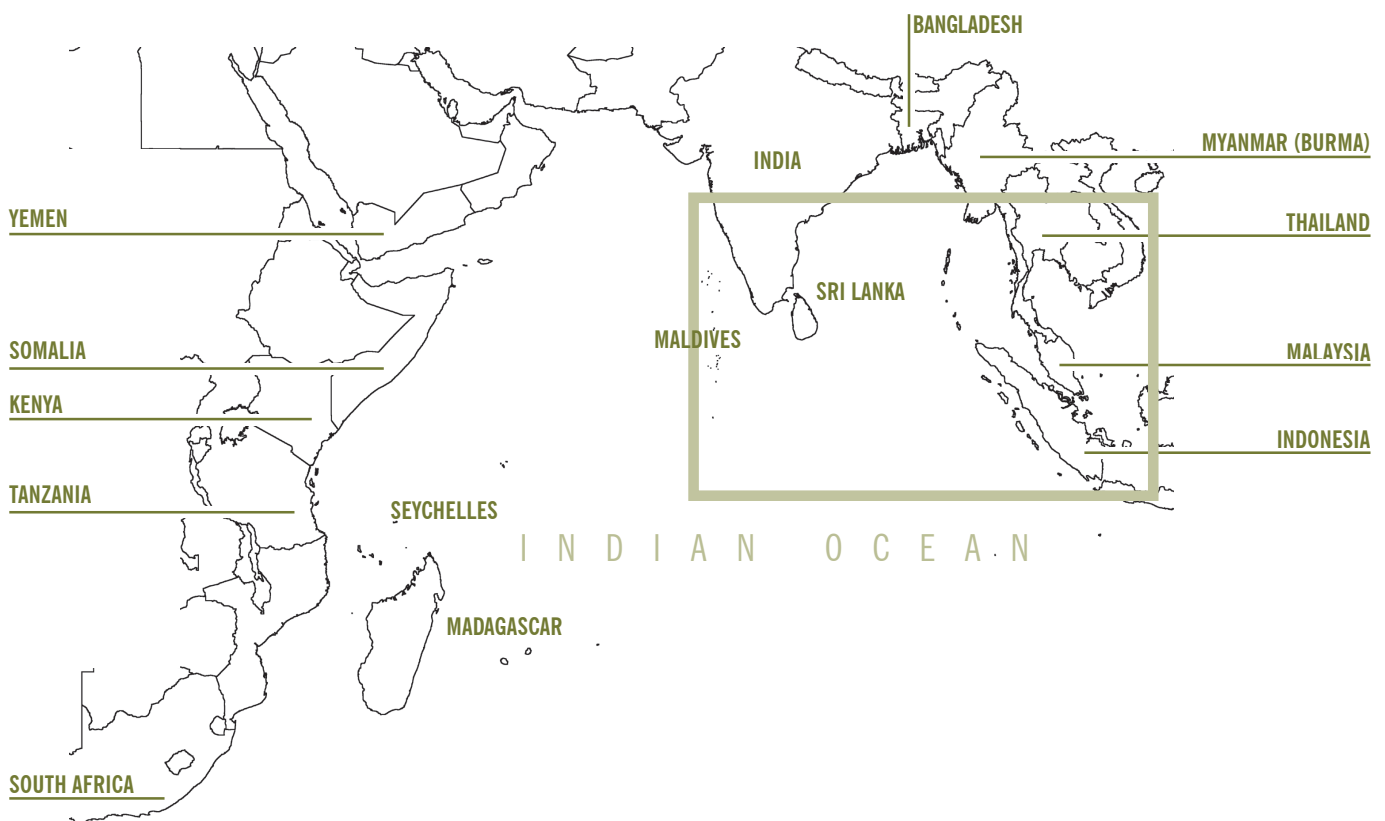 BANGLADESH
MYANMAR (BURMA)
INDIA
YEMEN
THAILAND
SRI LANKA
MALDIVES
SOMALIA
MALAYSIA
KENYA
INDONESIA
TANZANIA
SEYCHELLES
INDIAN OCEAN
MADAGASCAR
SOUTH AFRICA